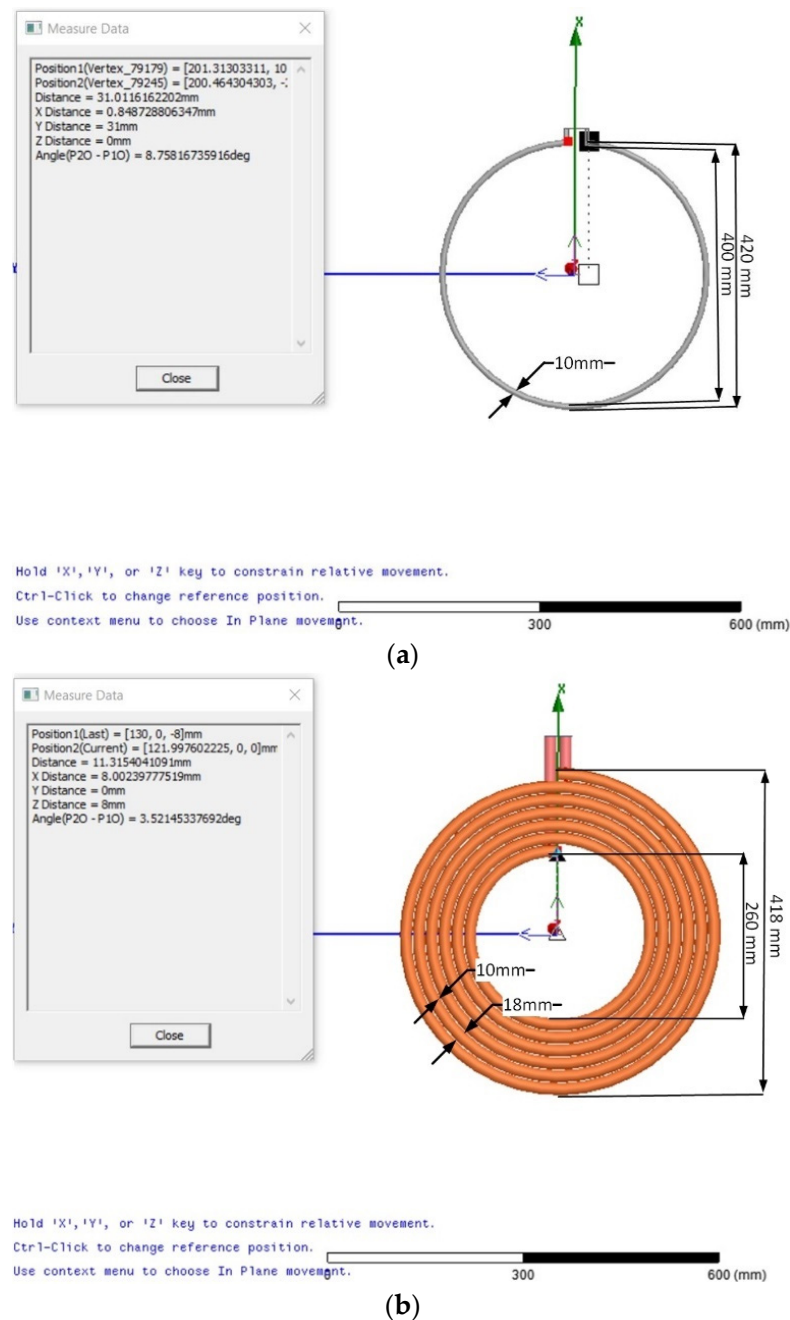 Measure Data
Position1(Vertex_79179) = [201.31303311, 10
Position2(Vertex_79245) = [200.464304303, -
Distance = 31.0116162202mm
X Distance = 0.848728806347mm
Y Distance = 31mm
Z Distance = 0mm
Angle(P2O - P1O) = 8.75816735916deg
Close
X
420 mm
400 mm
10mm
Hold 'X','Y', or 'Z' key to constrain relative movement.
Ctrl-Click to change reference position.
Use context menu to choose In Plane movement.
0 300 600 (mm)
(a)
Measure Data
Position1(Last) = [130, 0, -8]mm
Position2(Current) = [121.997602225, 0, 0]mm
Distance = 11.3154041091mm
X Distance = 8.00239777519mm
Y Distance = 0mm
Z Distance = 8mm
Angle(P2O - P1O) = 3.52145337692deg
Close
X
418 mm
260 mm
10mm
18mm
Hold 'X','Y', or 'Z' key to constrain relative movement.
Ctrl-Click to change reference position.
Use context menu to choose In Plane movement.
0 300 600 (mm)
(b)